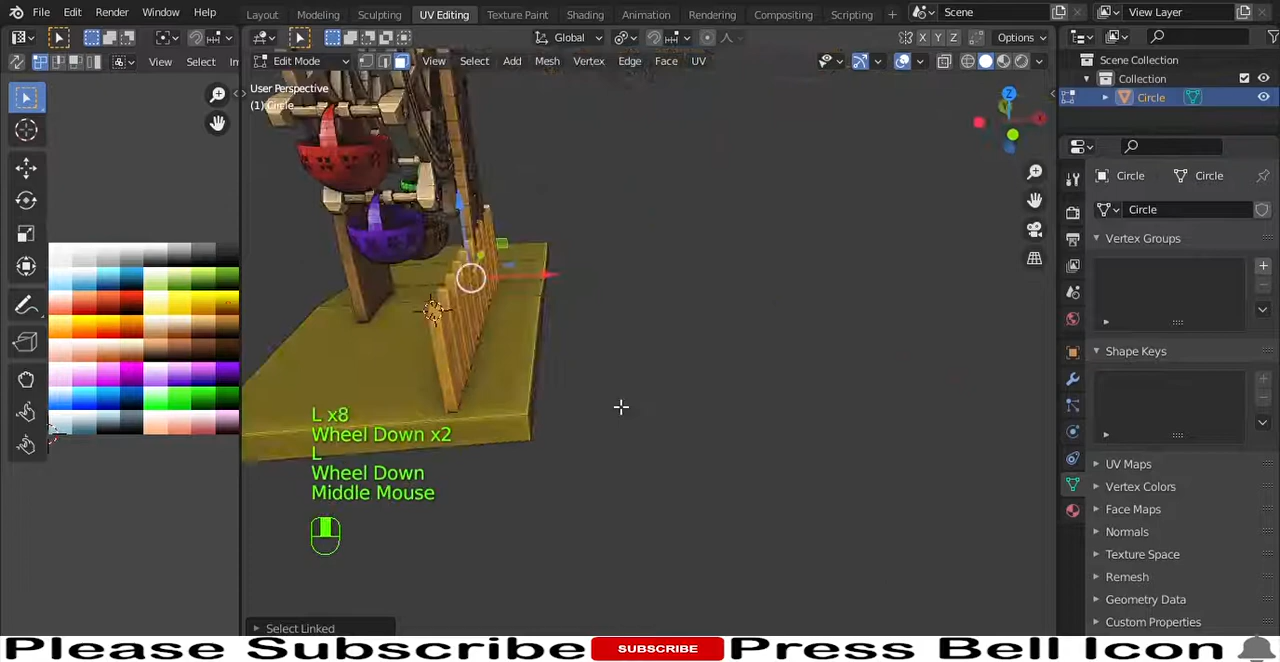 File Edit Render Window Help Layout Modeling Sculpting UV Editing Texture Paint Shading Animation Rendering Compositing Scripting + Scene View Layer
Global X Y Z Options
Edit Mode View Select Add Mesh Vertex Edge Face UV
View Select In
User Perspective
(1) Circle
Z
Scene Collection
Collection
Circle
Circle Circle
Circle
Vertex Groups
Shape Keys
UV Maps
Vertex Colors
Face Maps
Normals
Texture Space
Remesh
Geometry Data
Custom Properties
L x8
Wheel Down x2
L
Wheel Down
Middle Mouse
Select Linked
Please Subscribe SUBSCRIBE Press Bell Icon